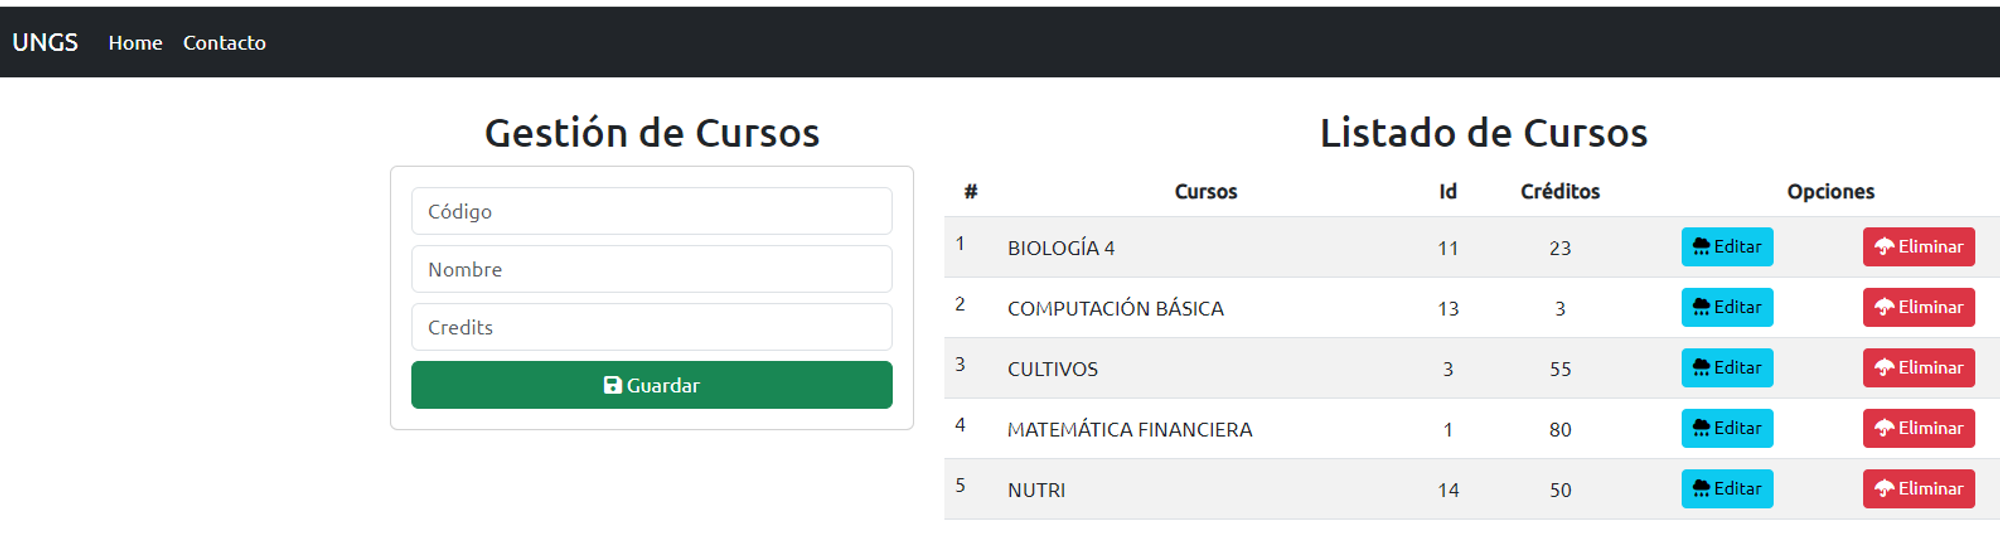 UNGS Home Contacto
Gestión de Cursos
Código
Nombre
Credits
Guardar
Listado de Cursos
# Cursos Id Créditos Opciones
1 BIOLOGÍA 4 11 23 Editar Eliminar
2 COMPUTACIÓN BÁSICA 13 3 Editar Eliminar
3 CULTIVOS 3 55 Editar Eliminar
4 MATEMÁTICA FINANCIERA 1 80 Editar Eliminar
5 NUTRI 14 50 Editar Eliminar